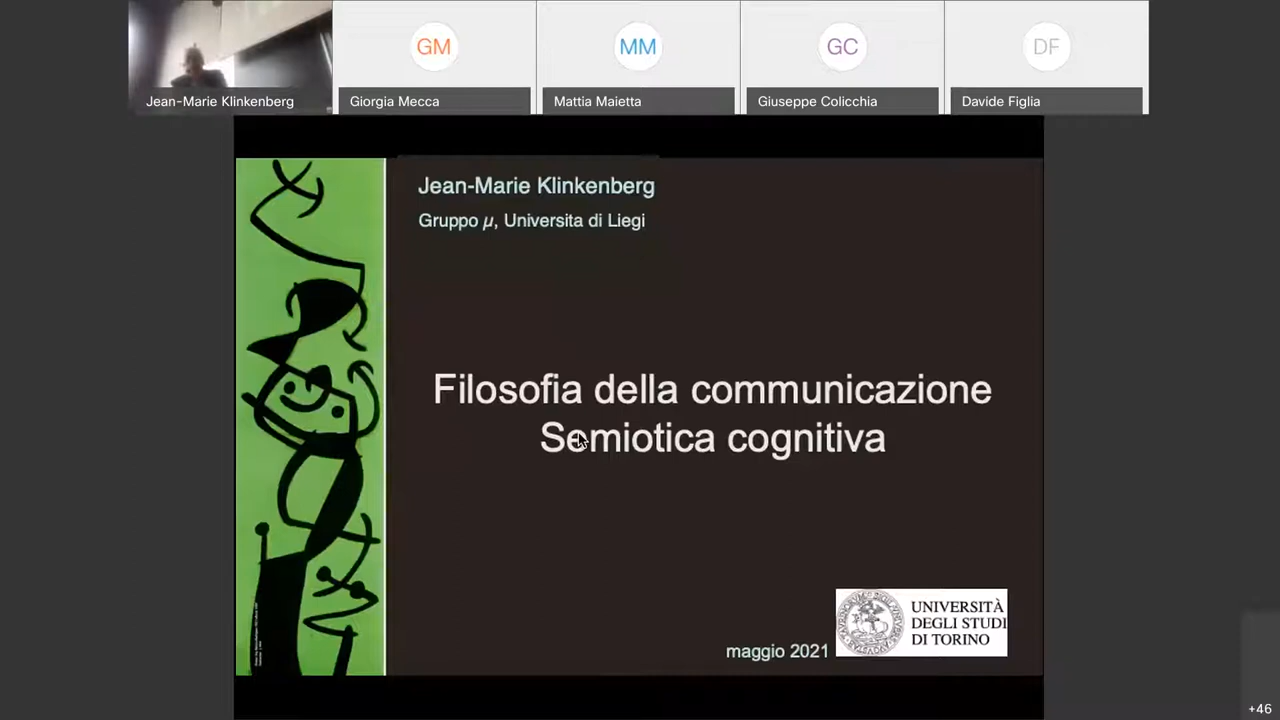 GM
MM
GC
DF
Jean-Marie Klinkenberg
Giorgia Mecca
Mattia Maietta
Giuseppe Colicchia
Davide Figlia
Jean-Marie Klinkenberg
Gruppo μ, Universita di Liegi
Filosofia della communicazione
Semiotica cognitiva
maggio 2021
UNIVERSITÀ
DEGLI STUDI
DI TORINO
+46